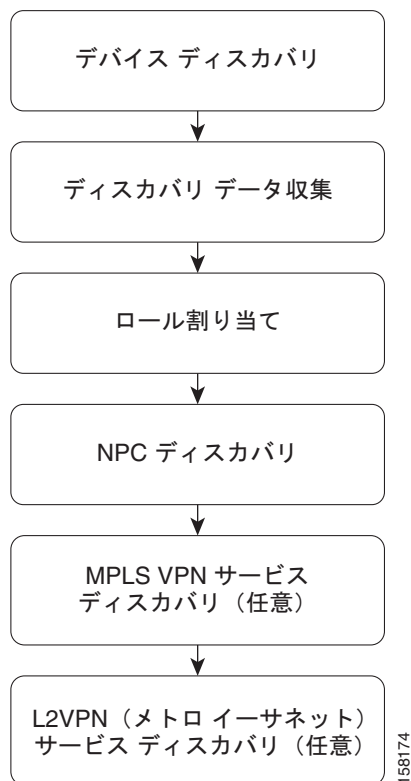 デバイス ディスカバリ
ディスカバリ データ収集
ロール割り当て
NPC ディスカバリ
MPLS VPN サービス
ディスカバリ（任意）
L2VPN（メトロ イーサネット）
サービス ディスカバリ（任意）
158174